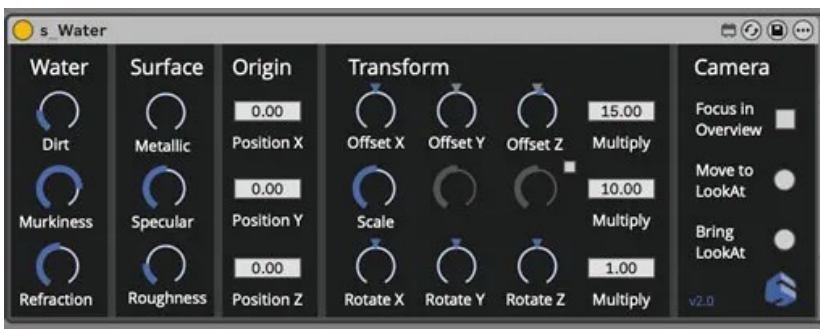 s_Water
Water
Dirt
Murkiness
Refraction
Surface
Metallic
Specular
Roughness
Origin
0.00
Position X
0.00
Position Y
0.00
Position Z
Transform
Offset X Offset Y Offset Z
15.00
Multiply
Scale
10.00
Multiply
Rotate X Rotate Y Rotate Z
1.00
Multiply
Camera
Focus in
Overview
Move to
LookAt
Bring
LookAt
v2.0